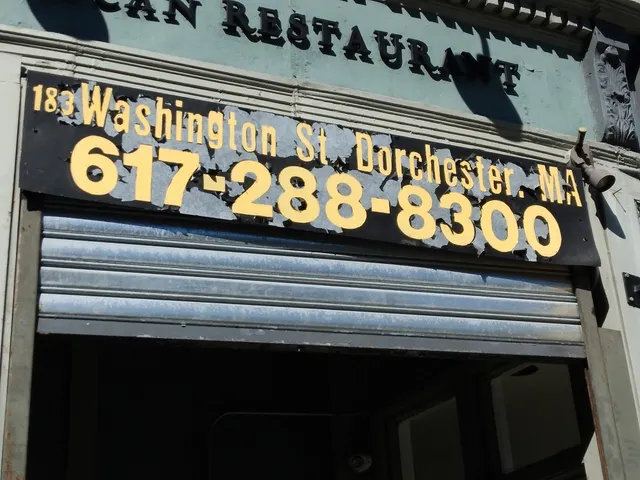 CAN RESTAURANT
183 Washington St. Dorchester. MA
617-288-8300